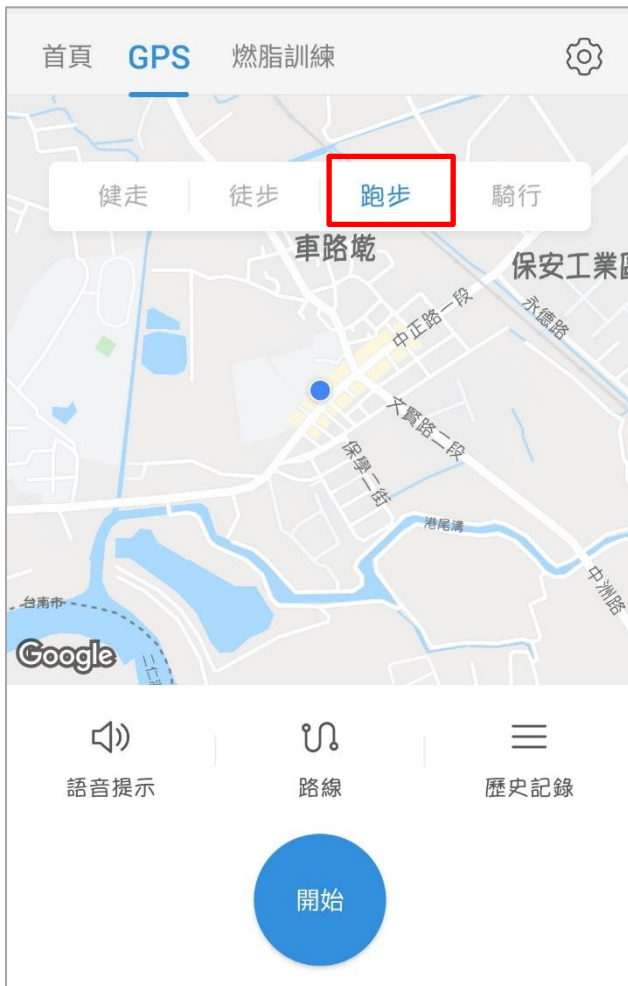 首頁 GPS 燃脂訓練
健走 徒步 跑步 騎行
車路墘
保安工業區
永德路
中正路一段
文賢路二段
保學二街
港尾溝
中洲路
台南市
Google
二仁溪
語音提示 路線 歷史記錄
開始